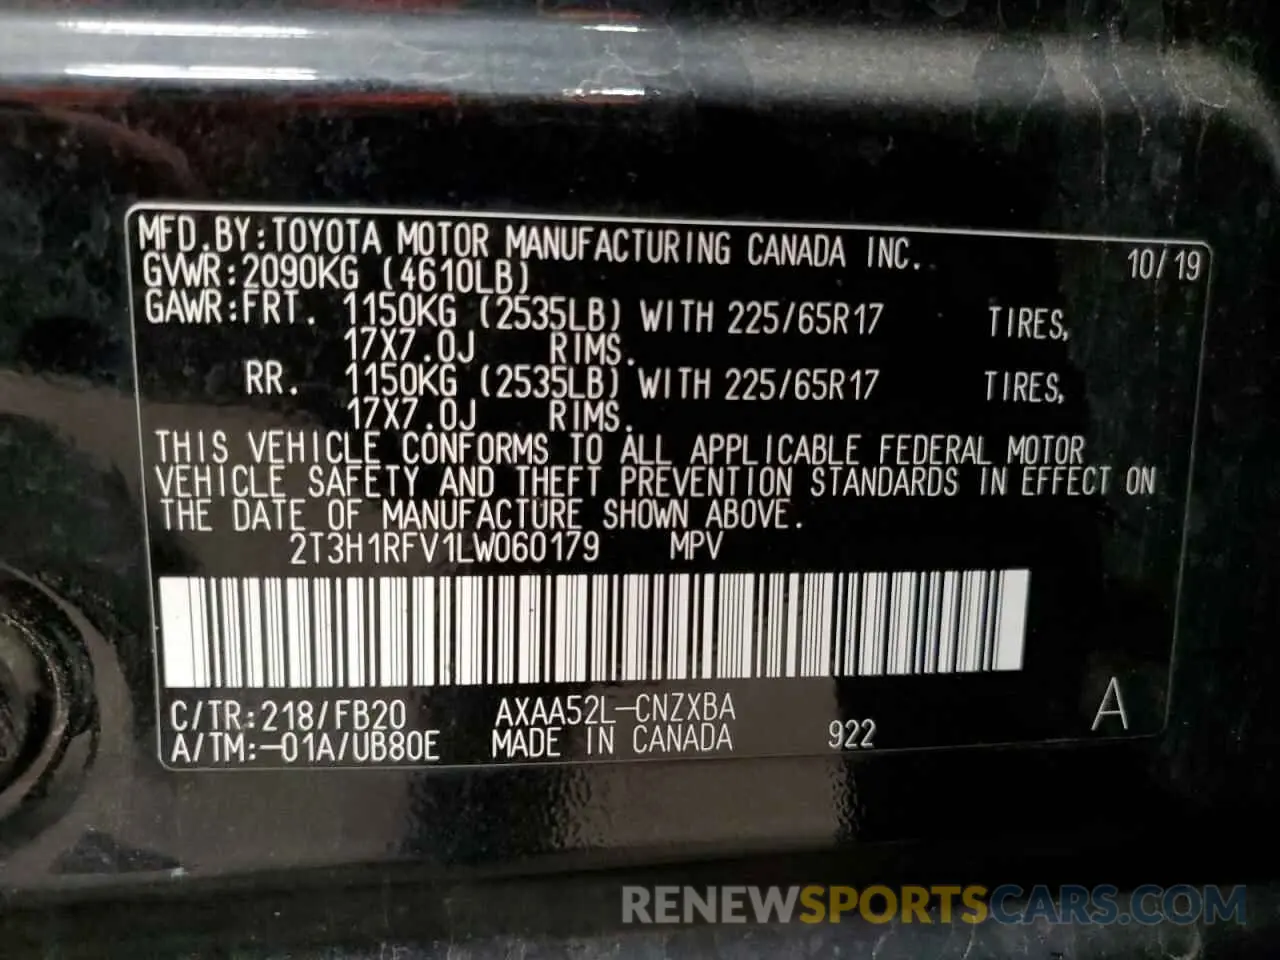 MFD.BY:TOYOTA MOTOR MANUFACTURING CANADA INC. 10/19
GVWR:2090KG (4610LB)
GAWR:FRT. 1150KG (2535LB) WITH 225/65R17 TIRES,
17X7.0J RIMS.
RR. 1150KG (2535LB) WITH 225/65R17 TIRES,
17X7.0J RIMS.
THIS VEHICLE CONFORMS TO ALL APPLICABLE FEDERAL MOTOR
VEHICLE SAFETY AND THEFT PREVENTION STANDARDS IN EFFECT ON
THE DATE OF MANUFACTURE SHOWN ABOVE.
2T3H1RFV1LW060179 MPV
C/TR:218/FB20 AXAA52L-CNZXBA A
A/TM:-01A/UB80E MADE IN CANADA 922
RENEWSPORTSCARS.COM